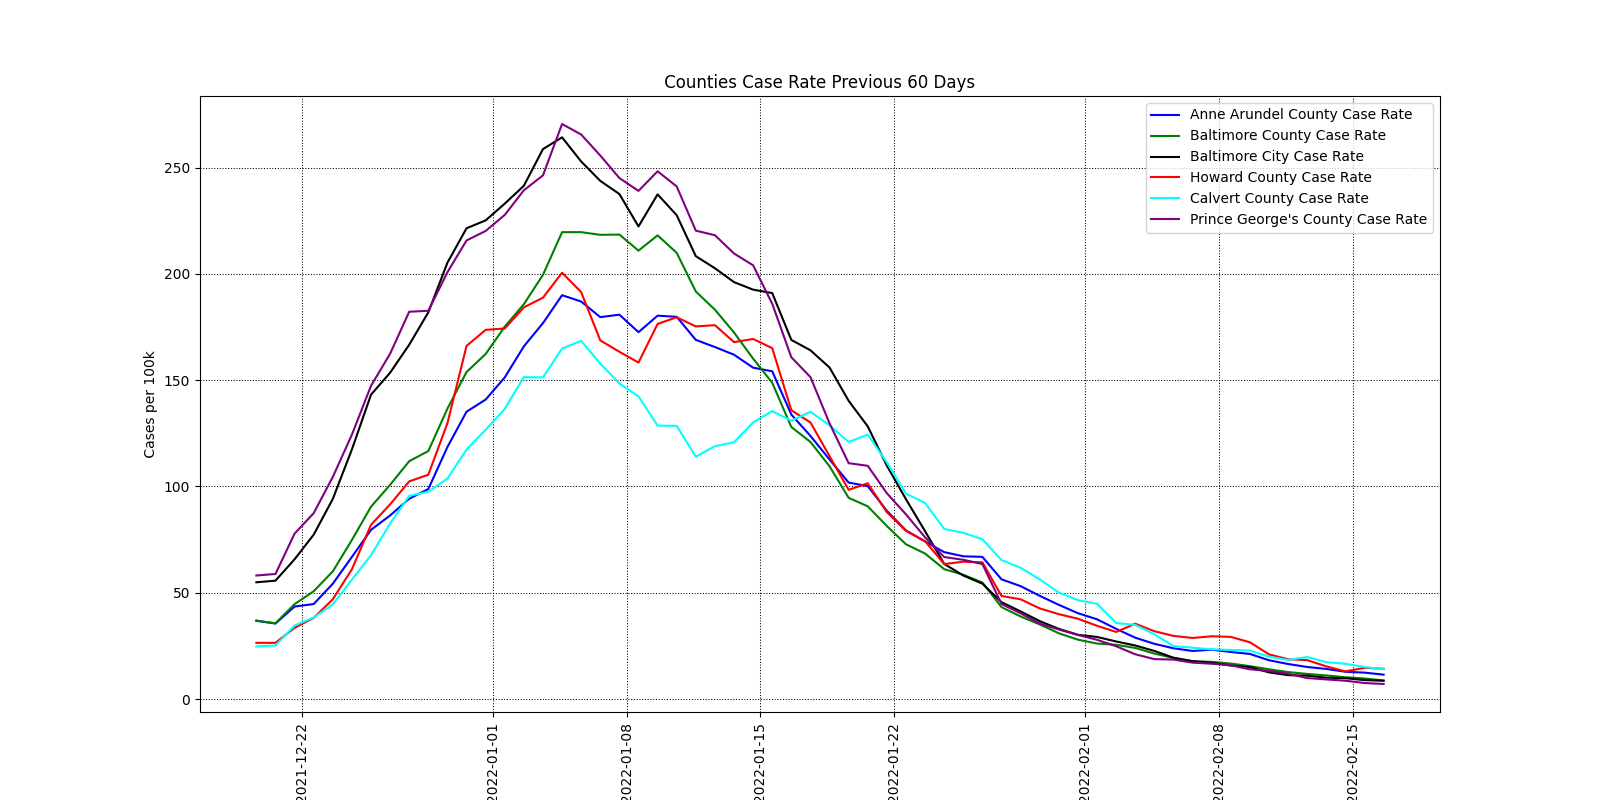 Counties Case Rate Previous 60 Days
Anne Arundel County Case Rate
Baltimore County Case Rate
Baltimore City Case Rate
Howard County Case Rate
Calvert County Case Rate
Prince George's County Case Rate
Cases per 100k
250
200
150
100
50
0
2021-12-22
2022-01-01
2022-01-08
2022-01-15
2022-01-22
2022-02-01
2022-02-08
2022-02-15